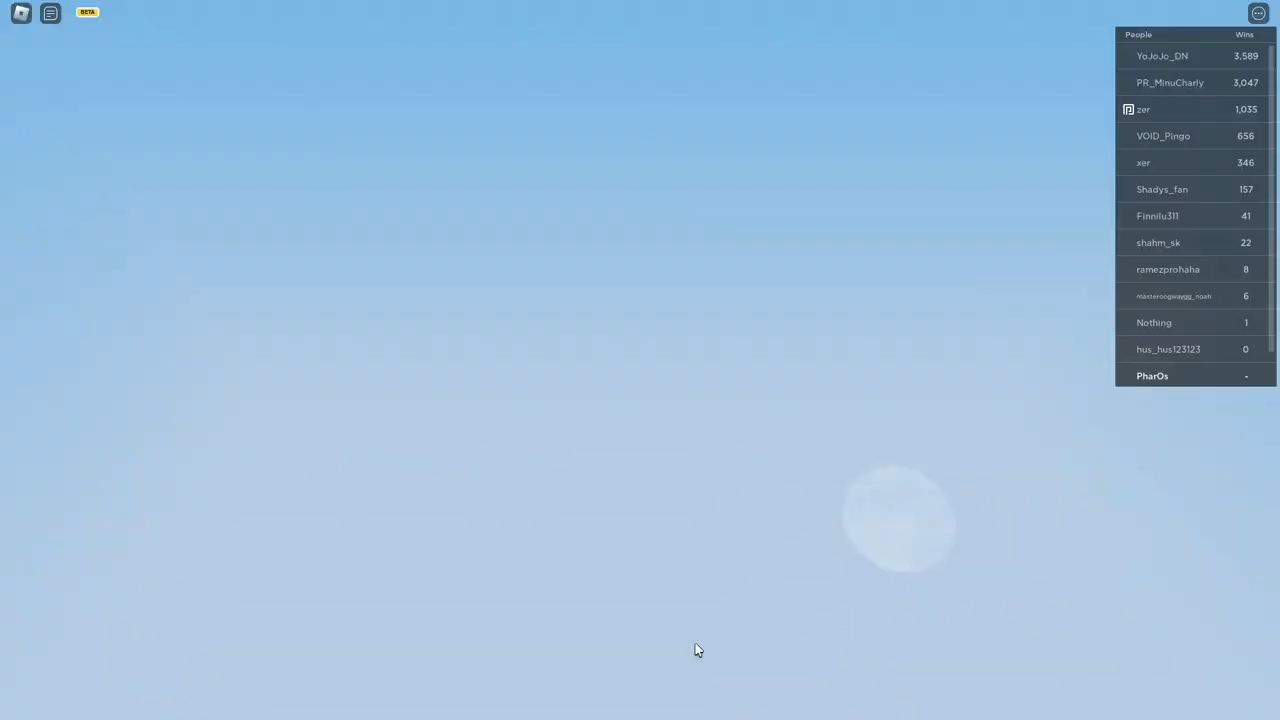 BETA
People Wins
YoJoJo_DN 3,589
PR_MinuCharly 3,047
zer 1,035
VOID_Pingo 656
xer 346
Shadys_fan 157
Finnilu311 41
shahm_sk 22
ramezprohaha 8
masteroogwaygg_noah 6
Nothing 1
hus_hus123123 0
PharOs -